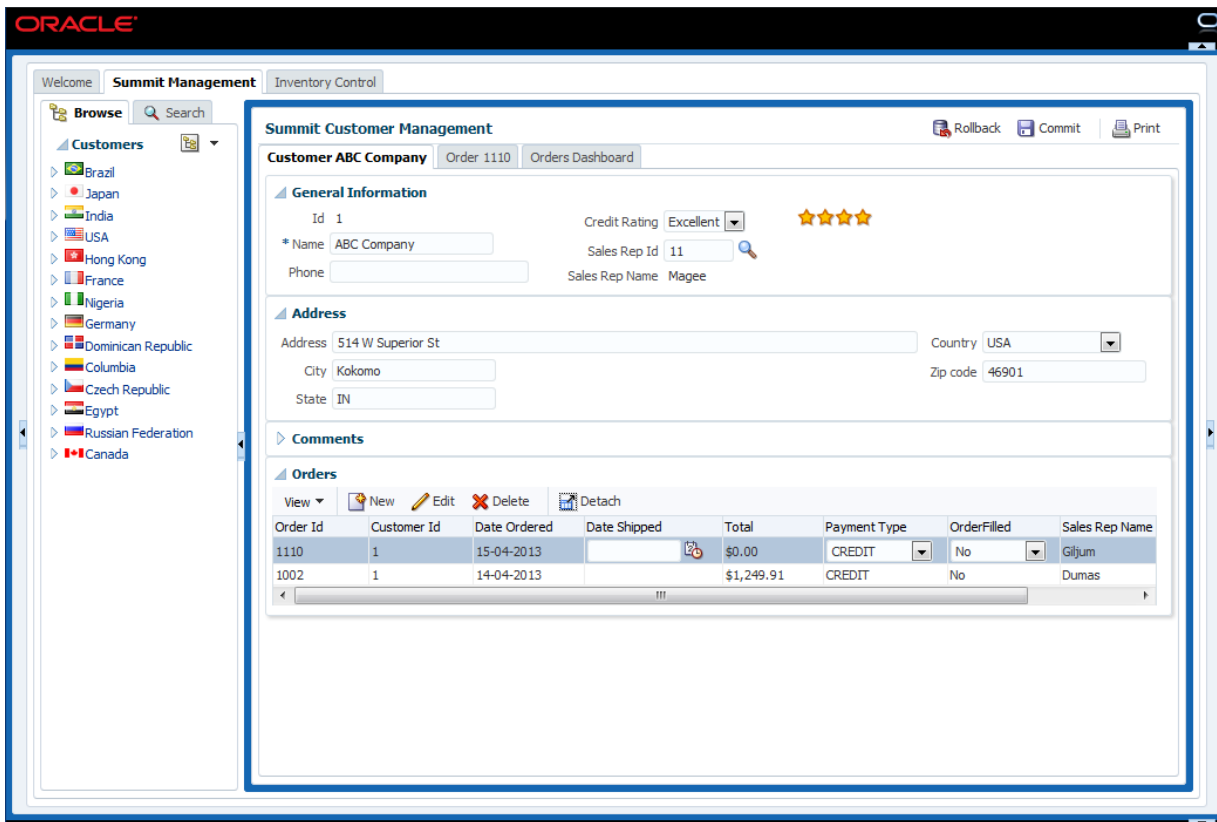 ORACLE
Welcome Summit Management Inventory Control
Browse Search
Customers
Brazil
Japan
India
USA
Hong Kong
France
Nigeria
Germany
Dominican Republic
Columbia
Czech Republic
Egypt
Russian Federation
Canada
Summit Customer Management Rollback Commit Print
Customer ABC Company Order 1110 Orders Dashboard
General Information
Id 1 Credit Rating Excellent
* Name ABC Company Sales Rep Id 11
Phone Sales Rep Name Magee
Address
Address 514 W Superior St Country USA
City Kokomo Zip code 46901
State IN
Comments
Orders
View New Edit Delete Detach
Order Id Customer Id Date Ordered Date Shipped Total Payment Type OrderFilled Sales Rep Name
1110 1 15-04-2013 $0.00 CREDIT No Giljum
1002 1 14-04-2013 $1,249.91 CREDIT No Dumas